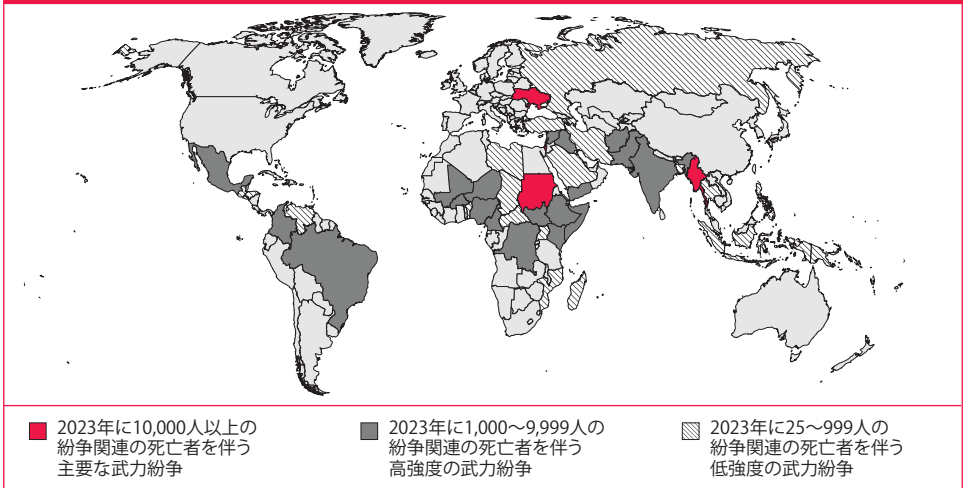 2023年に10,000人以上の
紛争関連の死亡者を伴う
主要な武力紛争
2023年に1,000～9,999人の
紛争関連の死亡者を伴う
高強度の武力紛争
2023年に25～999人の
紛争関連の死亡者を伴う
低強度の武力紛争